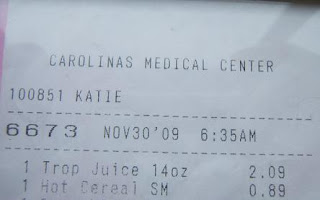 CAROLINAS MEDICAL CENTER
100851 KATIE
6673 NOV30'09 6:35AM
1 Trop Juice 14oz 2.09
1 Hot Cereal SM 0.89